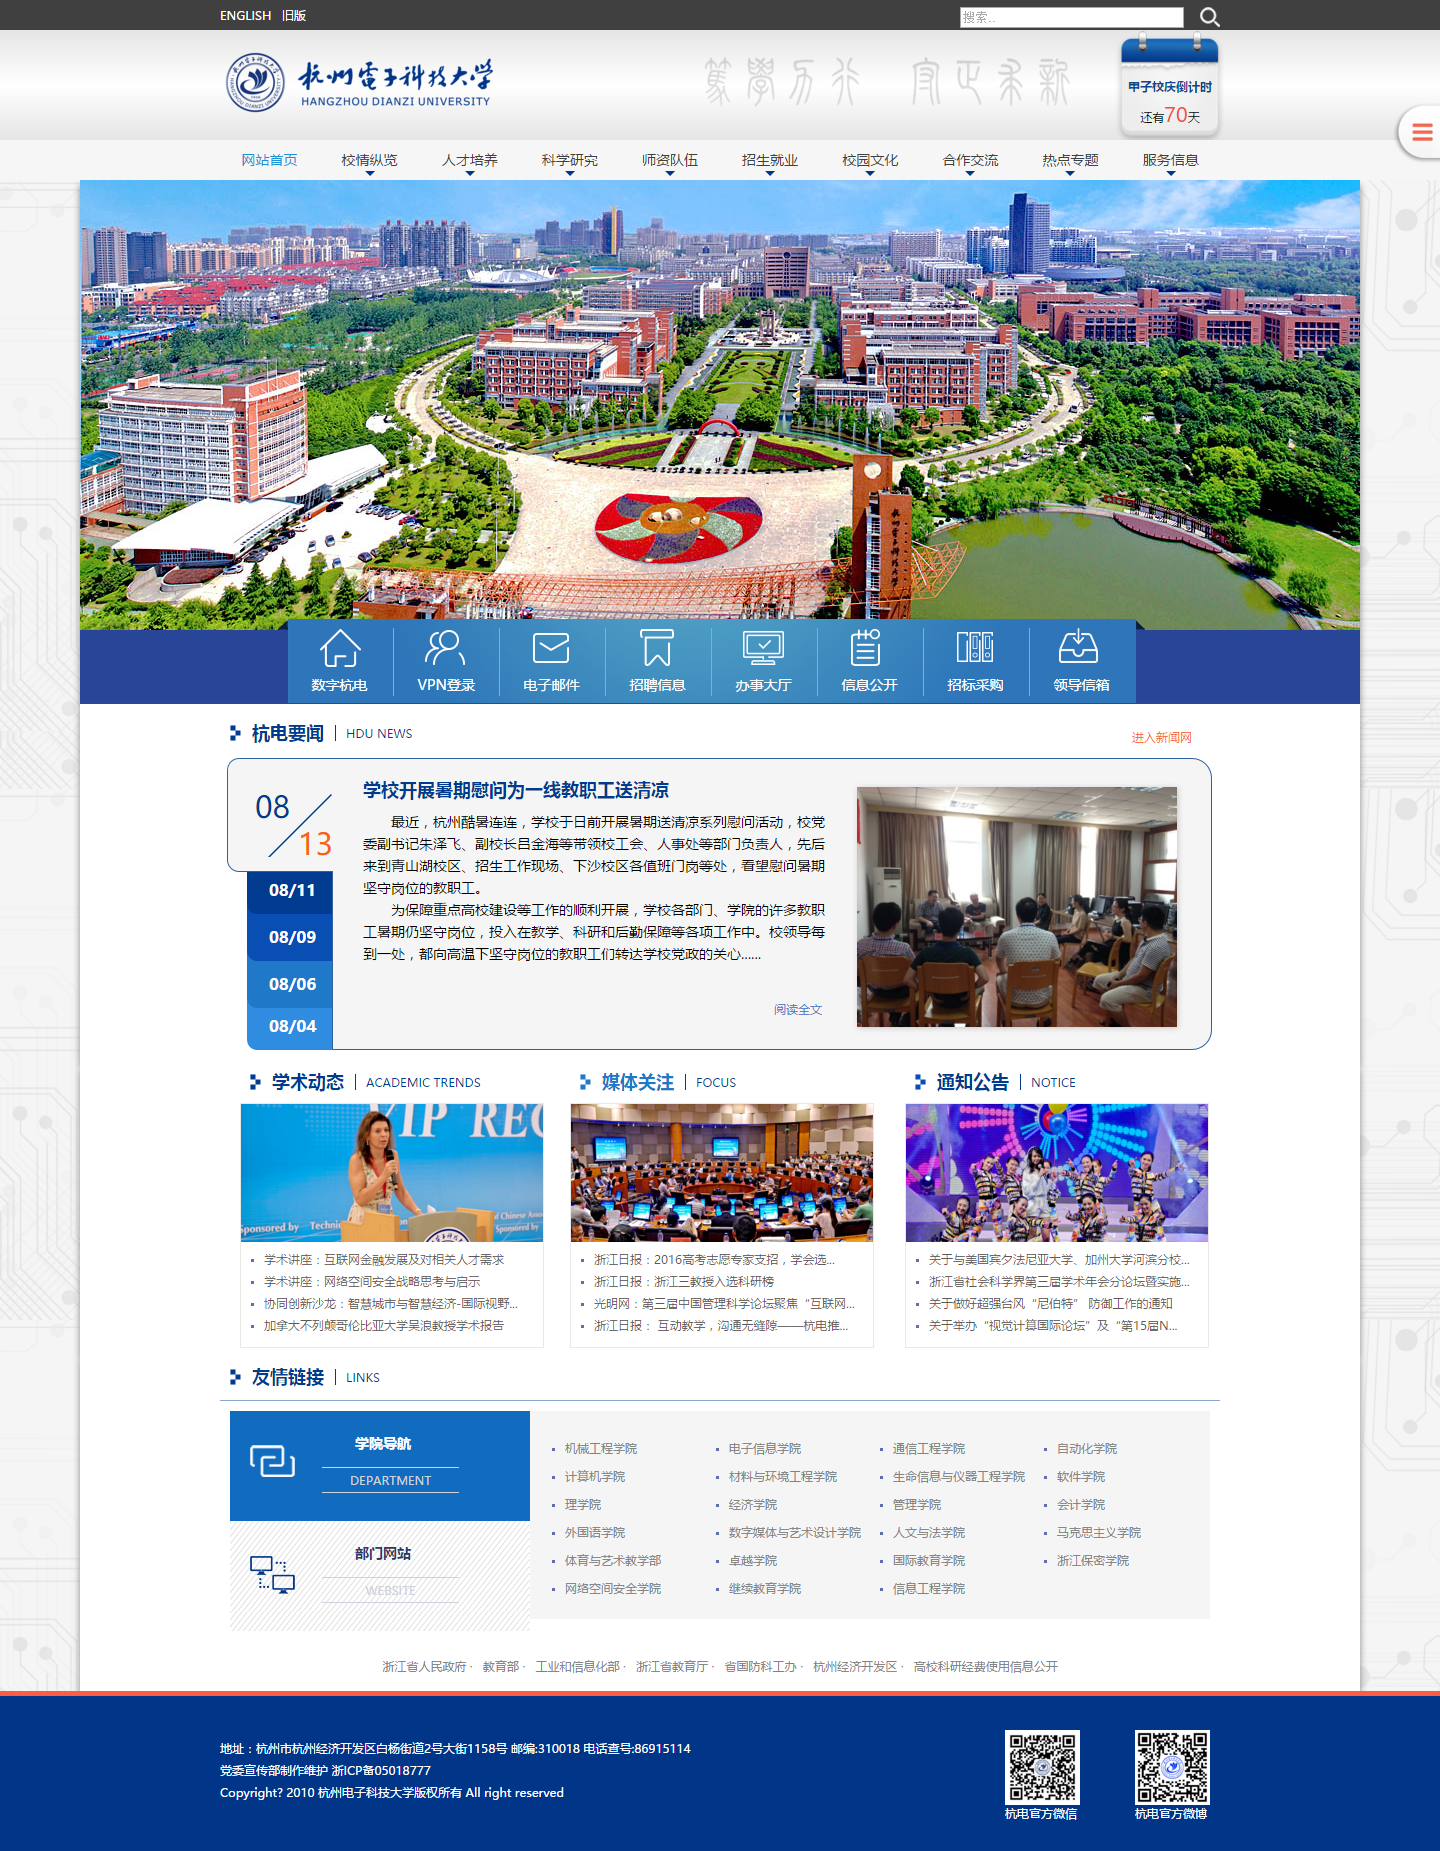 ENGLISH 旧版
搜索..
杭州电子科技大学
HANGZHOU DIANZI UNIVERSITY
甲子校庆倒计时
还有70天
网站首页 校情纵览 人才培养 科学研究 师资队伍 招生就业 校园文化 合作交流 热点专题 服务信息
杭州电子科技大学
数字杭电 VPN登录 电子邮件 招聘信息 办事大厅 信息公开 招标采购 领导信箱
杭电要闻 | HDU NEWS
进入新闻网
08/13
08/11
08/09
08/06
08/04
学校开展暑期慰问为一线教职工送清凉
最近，杭州酷暑连连，学校于日前开展暑期送清凉系列慰问活动，校党
委副书记朱泽飞、副校长吕金海等带领校工会、人事处等部门负责人，先后
来到青山湖校区、招生工作现场、下沙校区各值班门岗等处，看望慰问暑期
坚守岗位的教职工。
为保障重点高校建设等工作的顺利开展，学校各部门、学院的许多教职
工暑期仍坚守岗位，投入在教学、科研和后勤保障等各项工作中。校领导每
到一处，都向高温下坚守岗位的教职工们转达学校党政的关心......
阅读全文
学术动态 | ACADEMIC TRENDS
VIP REC
学术讲座：互联网金融发展及对相关人才需求
学术讲座：网络空间安全战略思考与启示
协同创新沙龙：智慧城市与智慧经济-国际视野...
加拿大不列颠哥伦比亚大学吴浪教授学术报告
媒体关注 | FOCUS
浙江日报：2016高考志愿专家支招，学会选...
浙江日报：浙江三教授入选科研榜
光明网：第三届中国管理科学论坛聚焦“互联网...
浙江日报： 互动教学，沟通无缝隙——杭电推...
通知公告 | NOTICE
关于与美国宾夕法尼亚大学、加州大学河滨分校...
浙江省社会科学界第三届学术年会分论坛暨实施...
关于做好超强台风“尼伯特” 防御工作的通知
关于举办“视觉计算国际论坛”及“第15届N...
友情链接 | LINKS
学院导航
DEPARTMENT
部门网站
WEBSITE
机械工程学院 电子信息学院 通信工程学院 自动化学院
计算机学院 材料与环境工程学院 生命信息与仪器工程学院 软件学院
理学院 经济学院 管理学院 会计学院
外国语学院 数字媒体与艺术设计学院 人文与法学院 马克思主义学院
体育与艺术教学部 卓越学院 国际教育学院 浙江保密学院
网络空间安全学院 继续教育学院 信息工程学院
浙江省人民政府 · 教育部 · 工业和信息化部 · 浙江省教育厅 · 省国防科工办 · 杭州经济开发区 · 高校科研经费使用信息公开
地址：杭州市杭州经济开发区白杨街道2号大街1158号 邮编:310018 电话查号:86915114
党委宣传部制作维护 浙ICP备05018777
Copyright? 2010 杭州电子科技大学版权所有 All right reserved
杭电官方微信
杭电官方微博